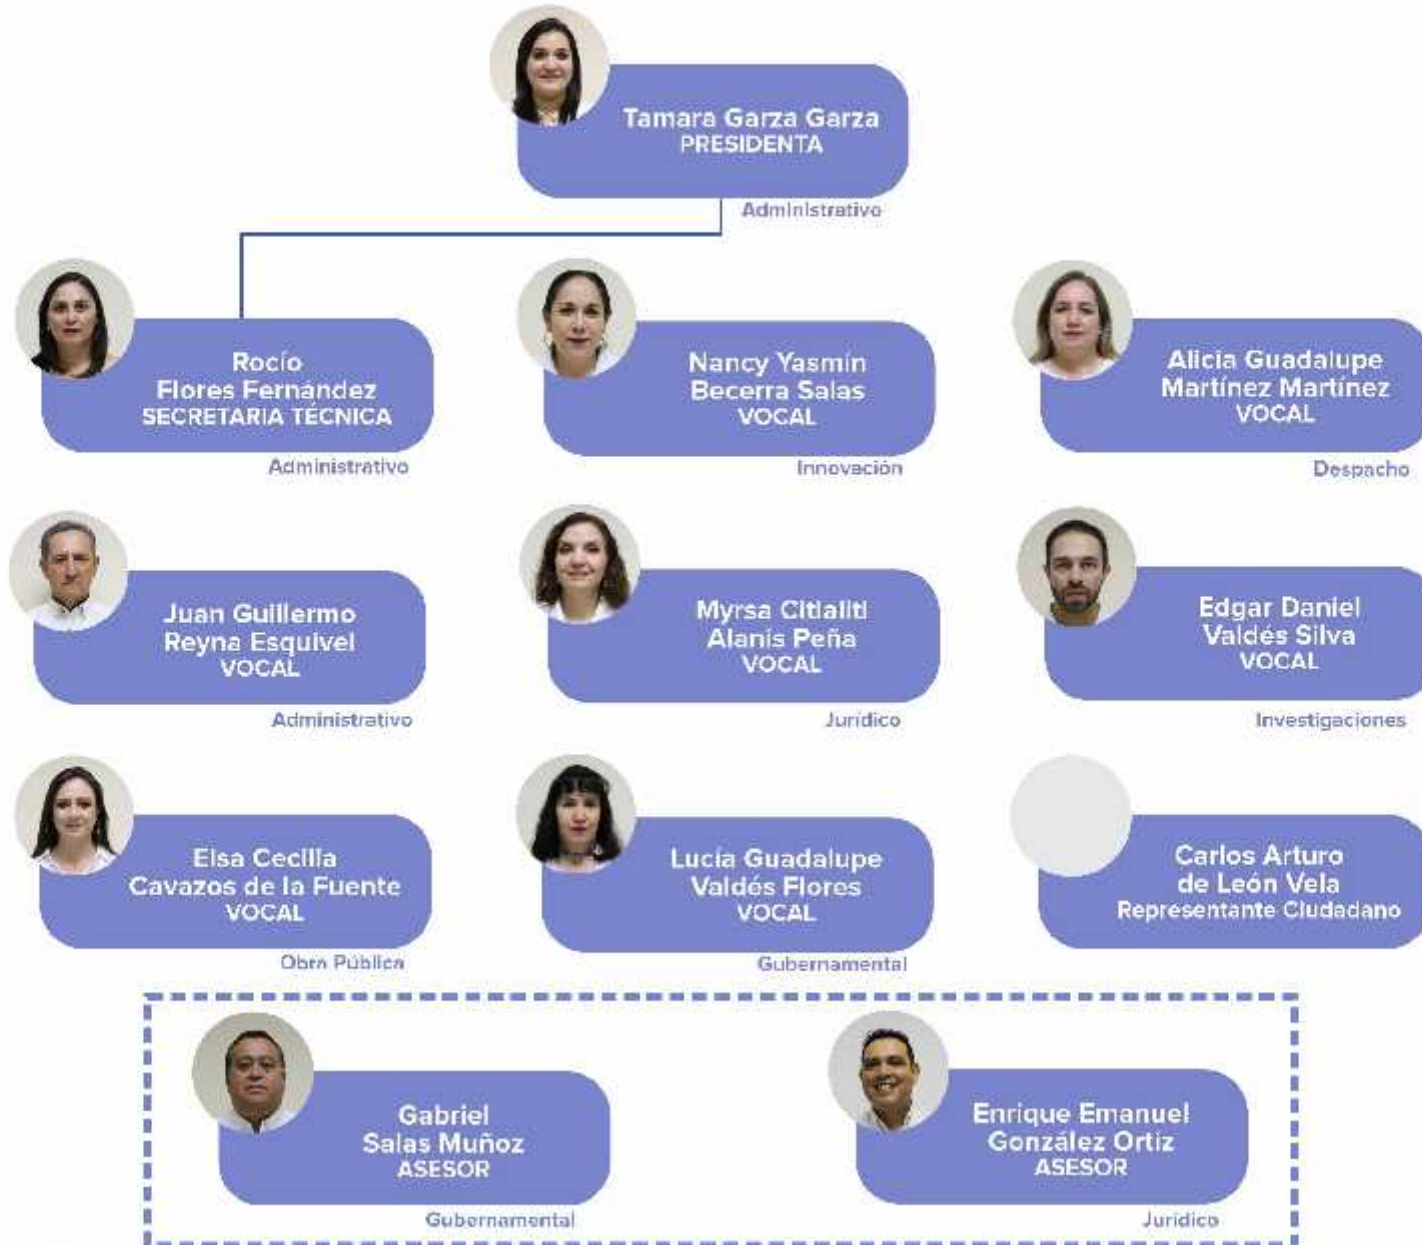 Tamara Garza Garza
PRESIDENTA
Administrativo
Rocío
Flores Fernández
SECRETARIA TÉCNICA
Administrativo
Nancy Yasmín
Becerra Salas
VOCAL
Innovación
Alicia Guadalupe
Martínez Martínez
VOCAL
Despacho
Juan Guillermo
Reyna Esquivel
VOCAL
Administrativo
Myrsa Citlaliti
Alanis Peña
VOCAL
Jurídico
Edgar Daniel
Valdés Silva
VOCAL
Investigaciones
Elsa Cecilia
Cavazos de la Fuente
VOCAL
Obra Pública
Lucía Guadalupe
Valdés Flores
VOCAL
Gubernamental
Carlos Arturo
de León Vela
Representante Ciudadano
Gabriel
Salas Muñoz
ASESOR
Gubernamental
Enrique Emanuel
González Ortíz
ASESOR
Jurídico